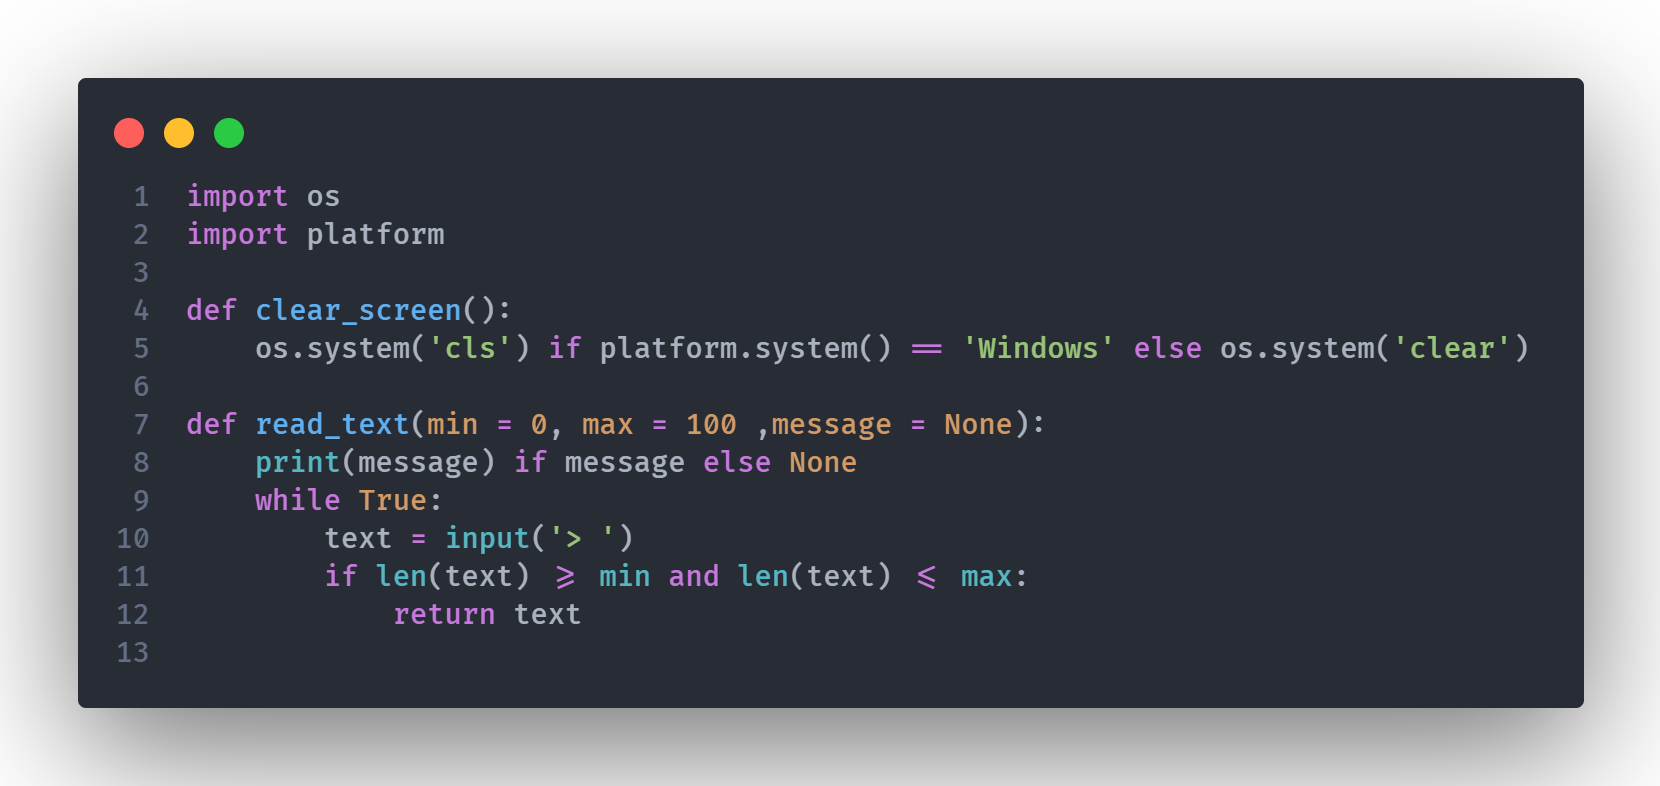 1 import os
2 import platform
3
4 def clear_screen():
5     os.system('cls') if platform.system() == 'Windows' else os.system('clear')
6
7 def read_text(min = 0, max = 100 ,message = None):
8     print(message) if message else None
9     while True:
10         text = input('> ')
11         if len(text) >= min and len(text) <= max:
12             return text
13